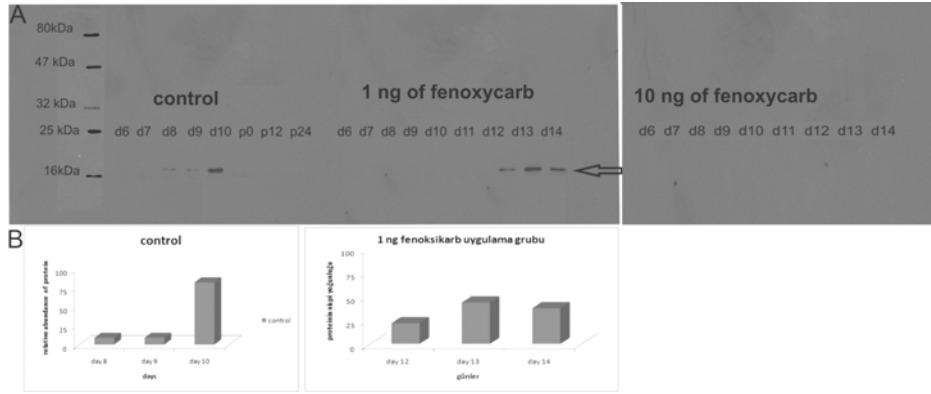 A
80kDa
47 kDa
32 kDa
25 kDa
16kDa
control
d6 d7 d8 d9 d10 p0 p12 p24
1 ng of fenoxycarb
d6 d7 d8 d9 d10 d11 d12 d13 d14
10 ng of fenoxycarb
d6 d7 d8 d9 d10 d11 d12 d13 d14
B
control
relative abundance of protein
100
75
50
25
0
day 8 day 9 day 10
days
control
1 ng fenoksikarb uygulama grubu
100
75
50
25
0
day 12 day 13 day 14
günler